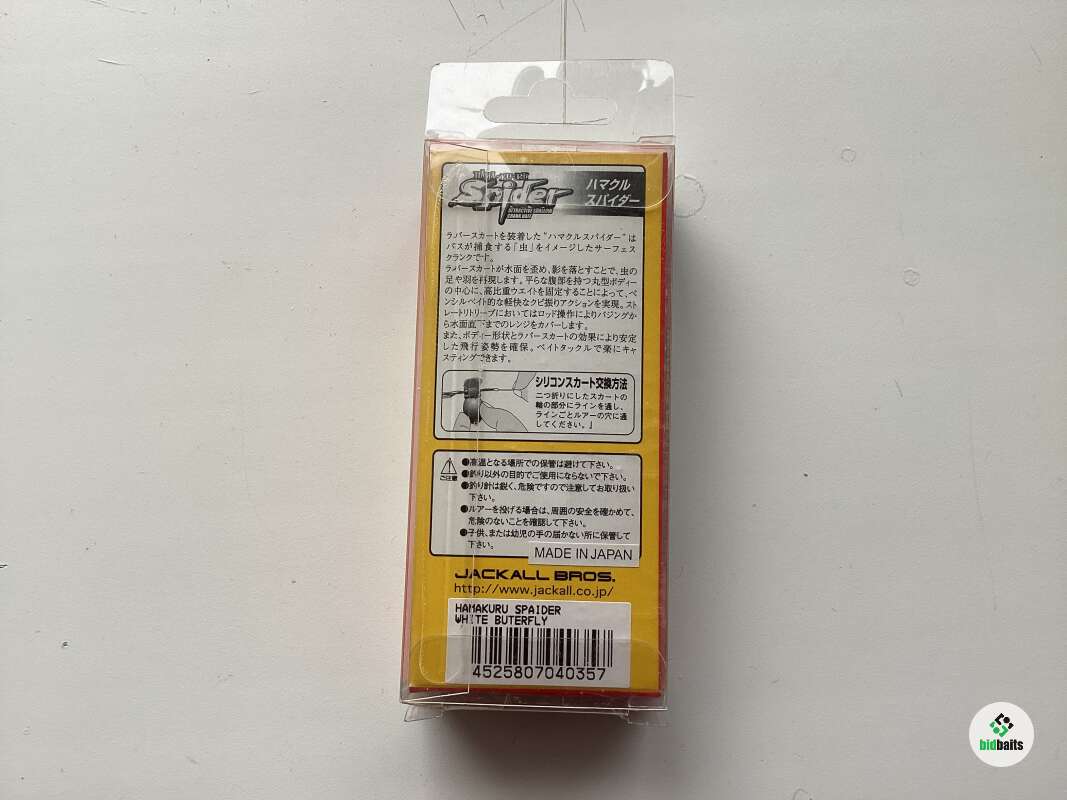 Spider
ハマクル
スパイダー
ラバースカートを装着した“ハマクルスパイダー”は
バスが捕食する「虫」をイメージしたサーフェス
クランクです。
ラバースカートが水面を歪め、影を落とすことで、虫の
足や羽を再現します。平らな腹部を持つ丸型ボディー
の中心に、高比重ウエイトを固定することによって、ペ
ンシルベイト的な軽快なクビ振りアクションを実現。スト
レートリトリーブにおいてはロッド操作によりバジングか
ら水面直下までのレンジをカバーします。
また、ボディー形状とラバースカートの効果により安定
した飛行姿勢を確保。ベイトタックルで楽にキャ
スティングできます。
シリコンスカート交換方法
二つ折りにしたスカートの
輪の部分にラインを通し、
ラインごとルアーの穴に通
してください。」
ご注意
●高温となる場所での保管は避けて下さい。
●釣り以外の目的でご使用にならないで下さい。
●釣り針は鋭く、危険ですので注意してお取り扱い
下さい。
●ルアーを投げる場合は、周囲の安全を確かめて、
危険のないことを確認して下さい。
●子供、または幼児の手の届かない所に保管して
下さい。
MADE IN JAPAN
JACKALL BROS.
http://www.jackall.co.jp/
HAMAKURU SPAIDER
WHITE BUTERFLY
4525807040357
bidbaits